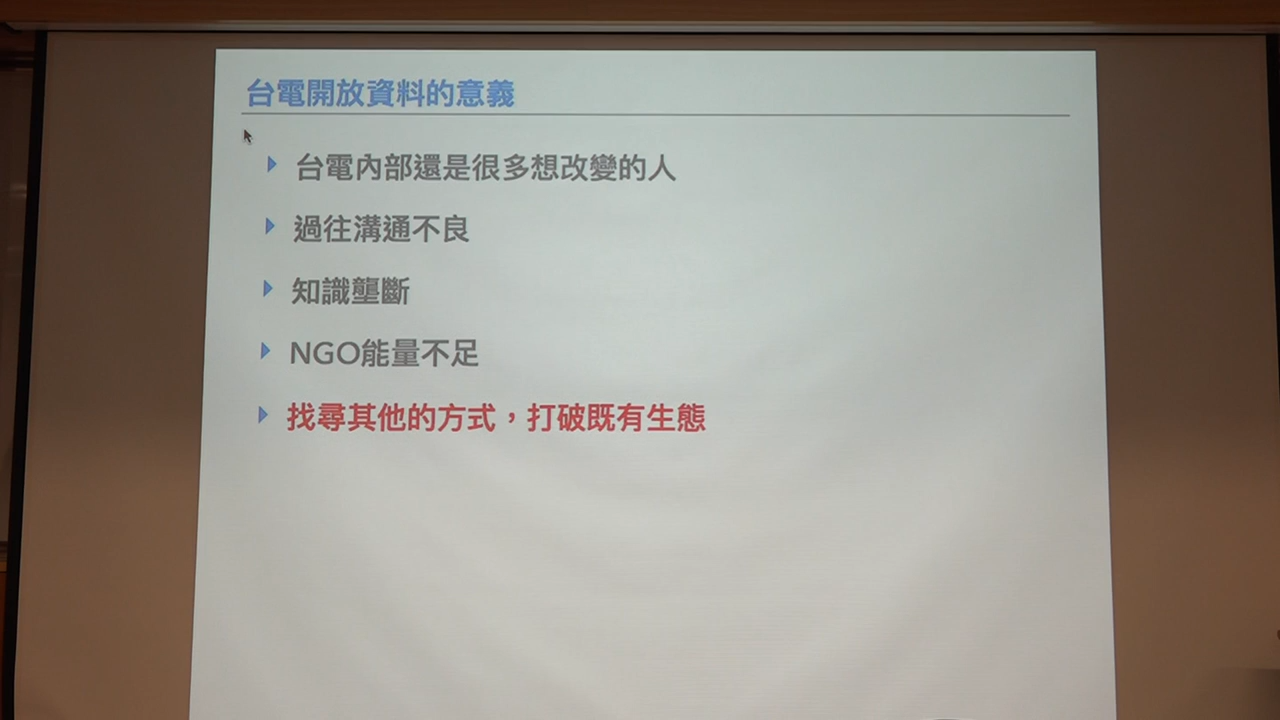 台電開放資料的意義
台電內部還是很多想改變的人
過往溝通不良
知識壟斷
NGO能量不足
找尋其他的方式，打破既有生態